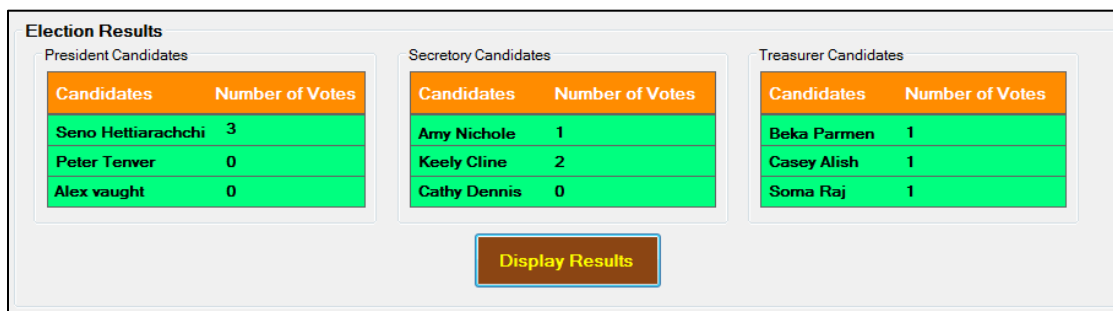 Election Results
President Candidates
Candidates Number of Votes
Seno Hettiarachchi 3
Peter Tenver 0
Alex vaught 0
Secretory Candidates
Candidates Number of Votes
Amy Nichole 1
Keely Cline 2
Cathy Dennis 0
Treasurer Candidates
Candidates Number of Votes
Beka Parmen 1
Casey Alish 1
Soma Raj 1
Display Results